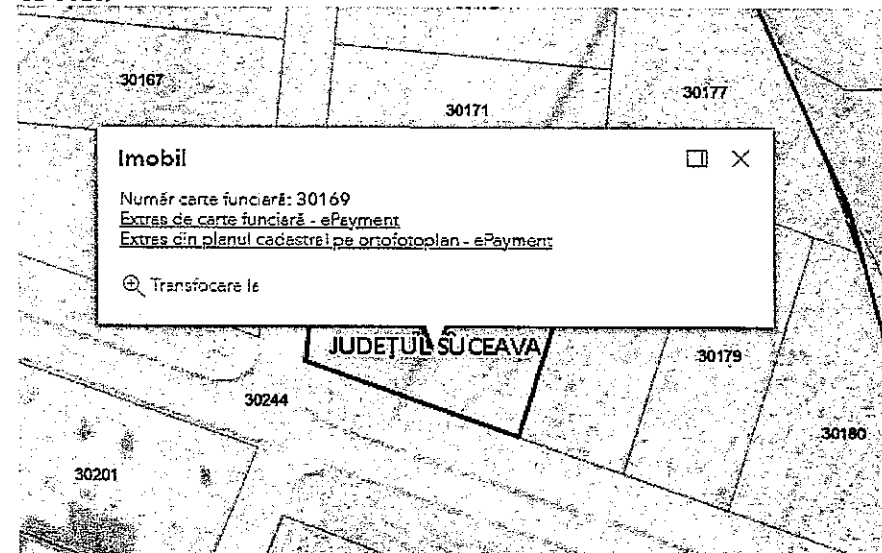 30167
30171
30177
Imobil
Număr carte funciară: 30169
Extras de carte funciară - ePayment
Extras din planul cadastral pe ortofotoplan - ePayment
Transfocare la
JUDEȚUL SUCEAVA
30179
30244
30180
30201